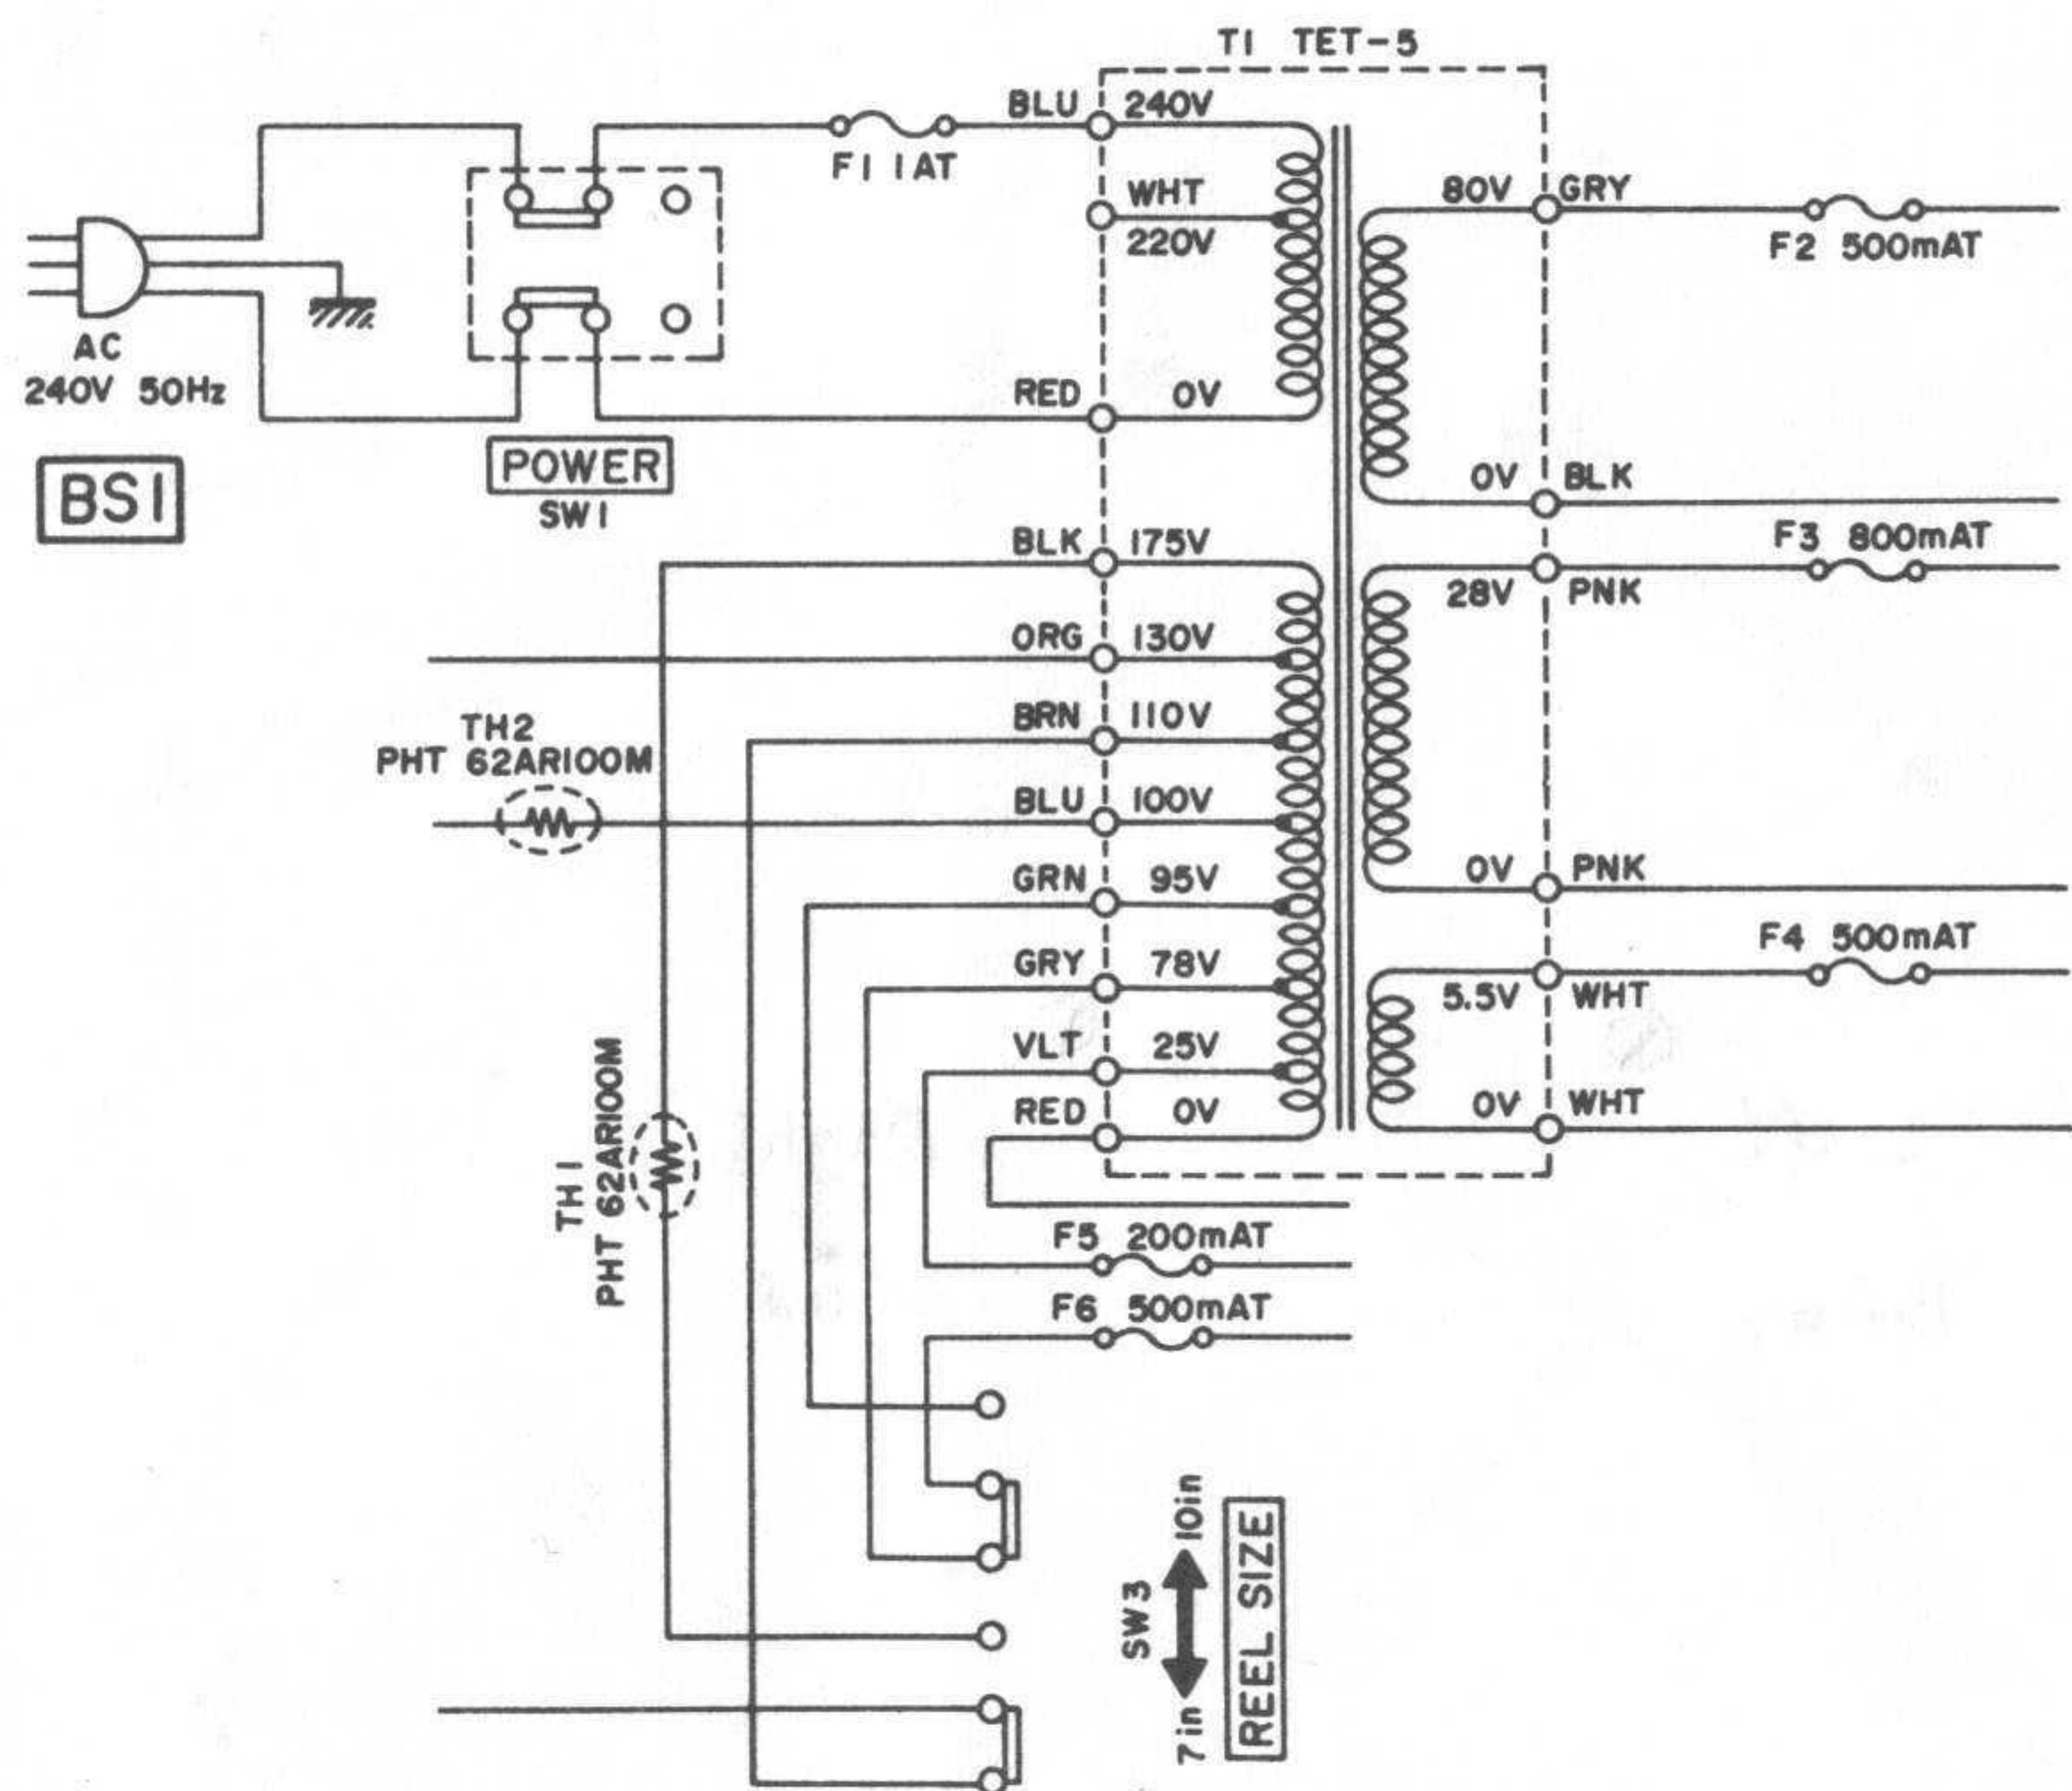 T1 TET-5
BLU 240V
F1 1AT
WHT
220V
80V GRY
F2 500mAT
AC
240V 50Hz
RED 0V
BS1
POWER
SW1
0V BLK
BLK 175V
F3 800mAT
28V PNK
ORG 130V
TH2
PHT 62AR100M
BRN 110V
BLU 100V
GRN 95V
0V PNK
GRY 78V
F4 500mAT
5.5V WHT
VLT 25V
RED 0V
0V WHT
TH1
PHT 62AR100M
F5 200mAT
F6 500mAT
SW3
7in 10in
REEL SIZE